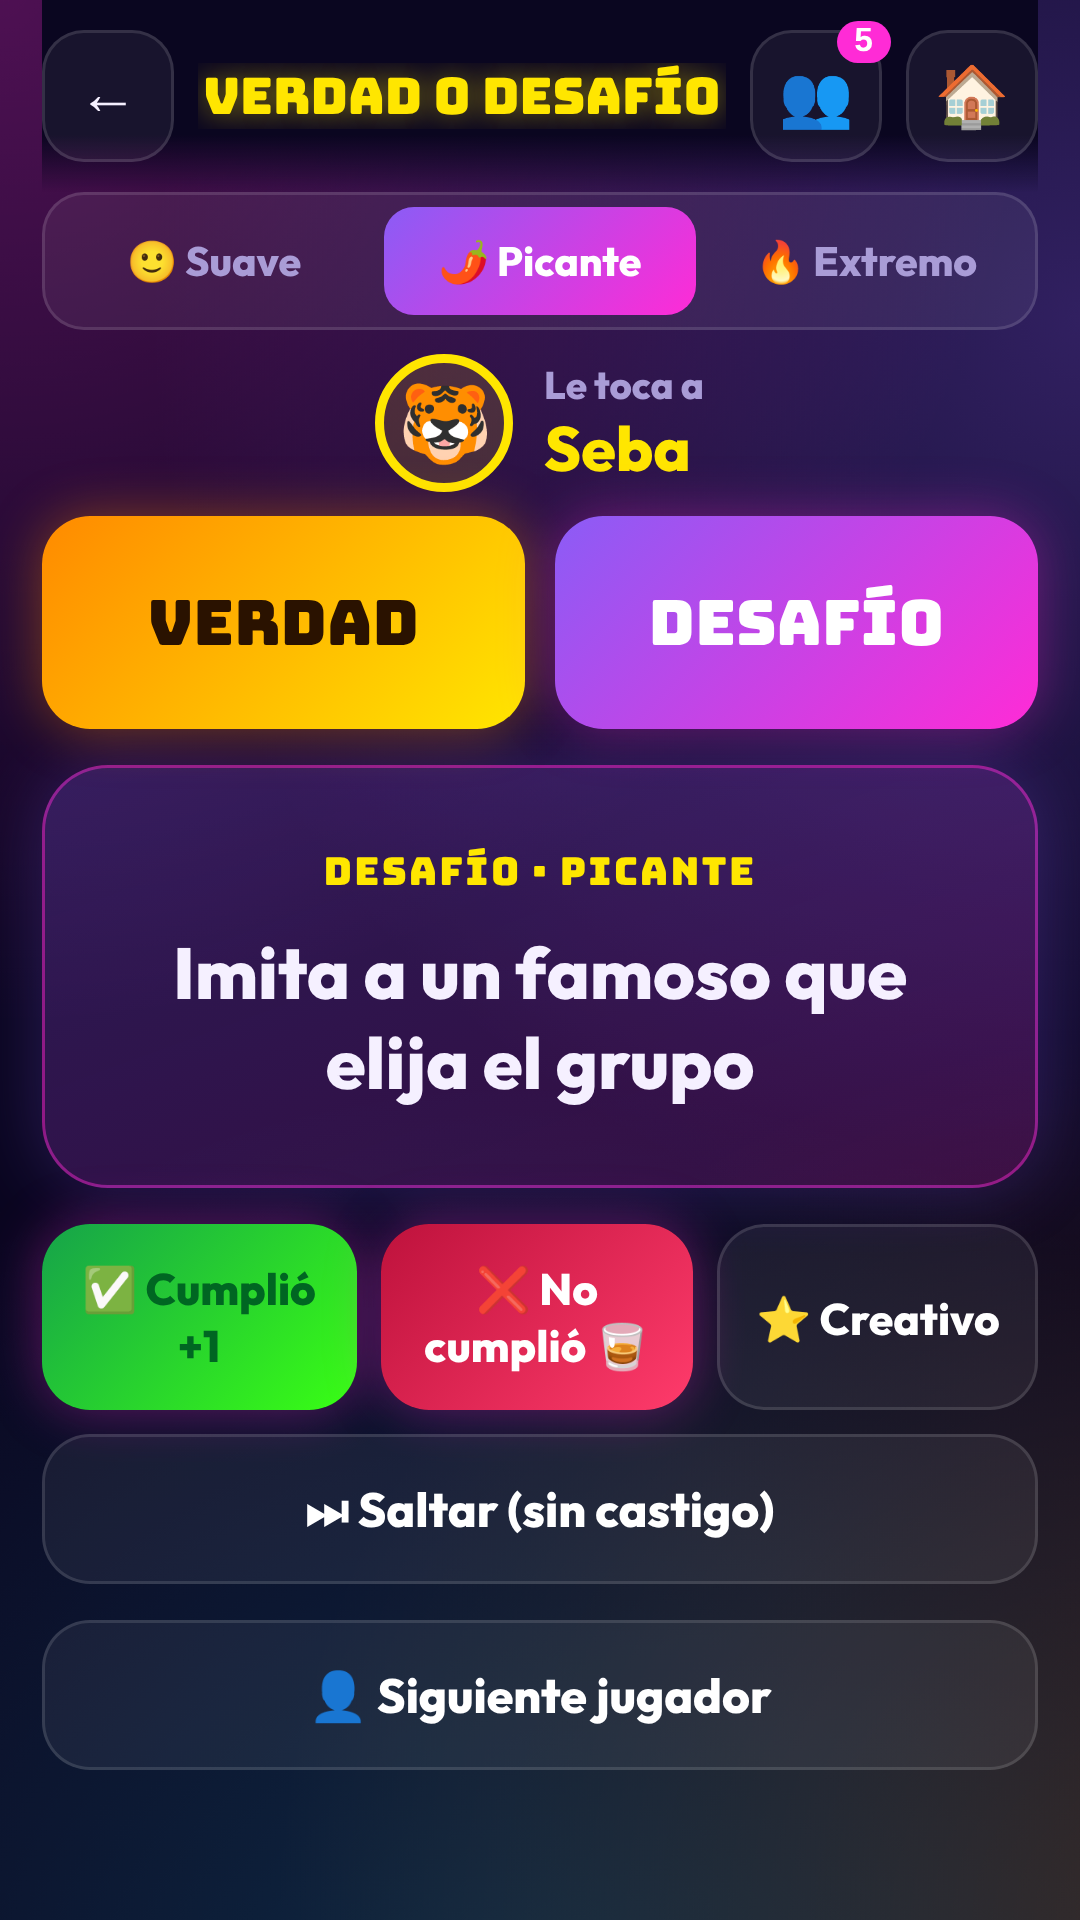 ←
VERDAD O DESAFÍO
5
Suave
Picante
Extremo
Le toca a
Seba
VERDAD
DESAFÍO
DESAFÍO · PICANTE
Imita a un famoso que
elija el grupo
Cumplió
+1
No
cumplió
Creativo
Saltar (sin castigo)
Siguiente jugador